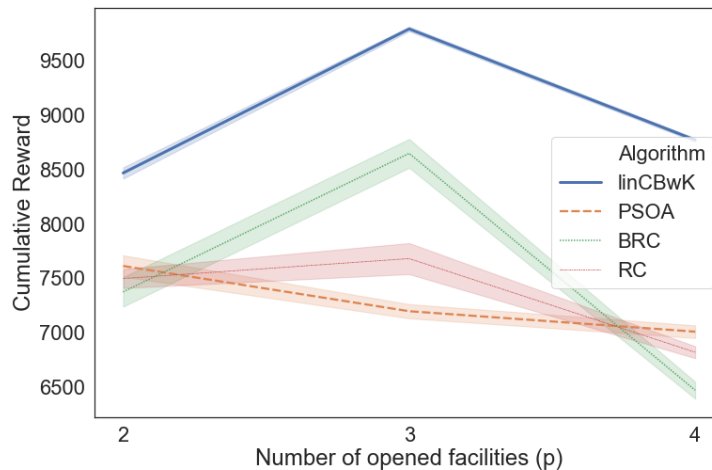 9500
9000
8500
8000
7500
7000
6500
Cumulative Reward
Algorithm
linCBwK
PSOA
BRC
RC
2
3
4
Number of opened facilities (p)